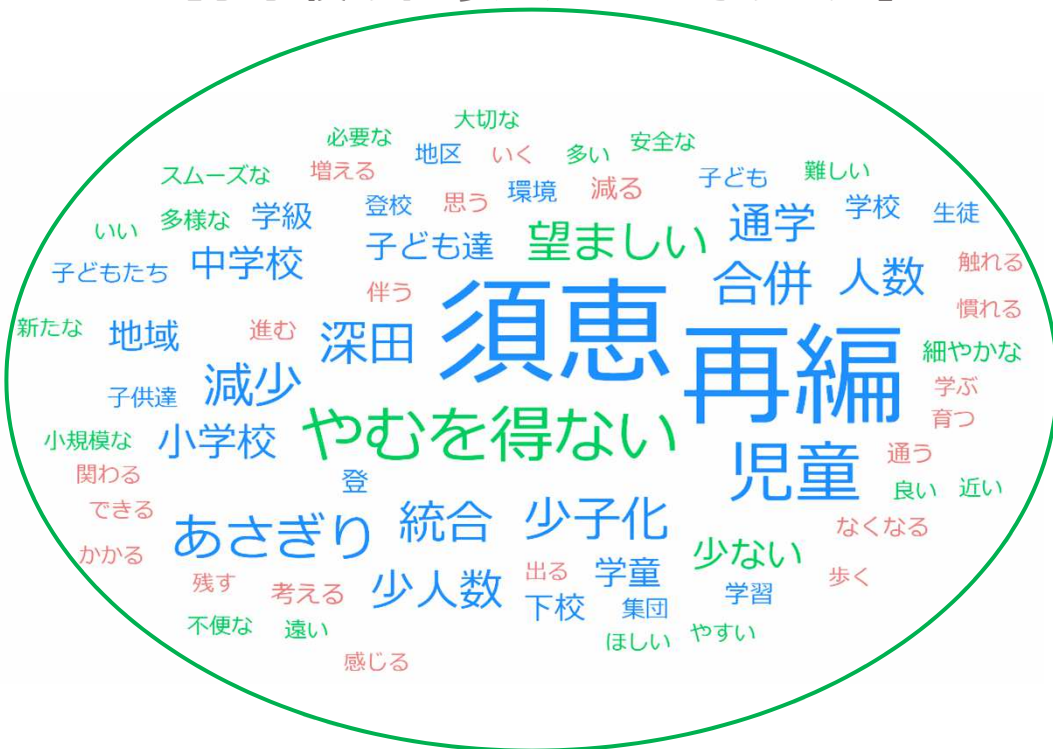 大切な
必要な 地区 いく 多い 安全な
スムーズな 増える 登校 思う 環境 減る 子ども 難しい
いい 多様な 学級 子ども達 望ましい 通学 学校 生徒
子どもたち 中学校 伴う 合併 人数 触れる
慣れる
新たな 地域 進む 深田 須恵 再編 細やかな
子供達 減少 学ぶ
育つ
小規模な 小学校 やむを得ない 児童 通う
関わる 登 良い 近い
できる あさぎり 統合 少子化 少ない なくなる
かかる 残す 考える 少人数 出る 学童 学習 歩く
下校 集団
不便な 遠い ほしい やすい
感じる